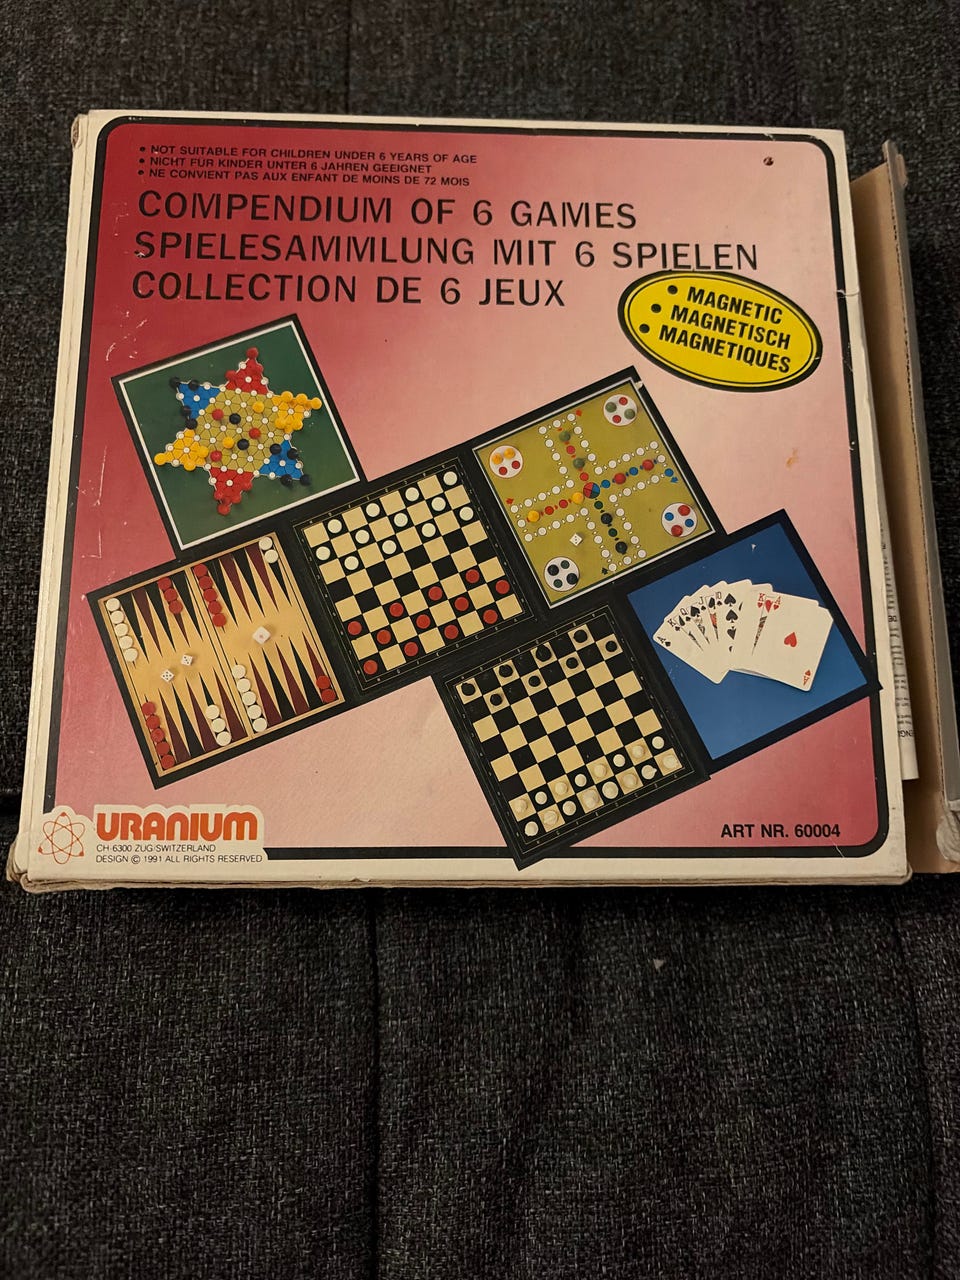 • NOT SUITABLE FOR CHILDREN UNDER 6 YEARS OF AGE
• NICHT FÜR KINDER UNTER 6 JAHREN GEEIGNET
• NE CONVIENT PAS AUX ENFANT DE MOINS DE 72 MOIS
COMPENDIUM OF 6 GAMES
SPIELESAMMLUNG MIT 6 SPIELEN
COLLECTION DE 6 JEUX
• MAGNETIC
• MAGNETISCH
• MAGNETIQUES
URANIUM
CH-6300 ZUG/SWITZERLAND
DESIGN © 1991 ALL RIGHTS RESERVED
ART NR. 60004